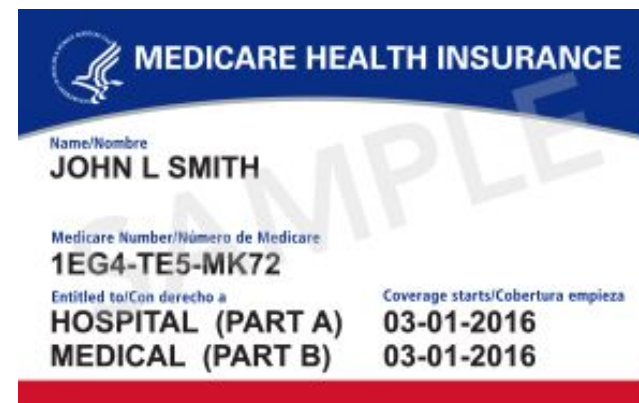 MEDICARE HEALTH INSURANCE
Name/Nombre
JOHN L SMITH
Medicare Number/Número de Medicare
1EG4-TE5-MK72
Entitled to/Con derecho a Coverage starts/Cobertura empieza
HOSPITAL (PART A) 03-01-2016
MEDICAL (PART B) 03-01-2016
SAMPLE